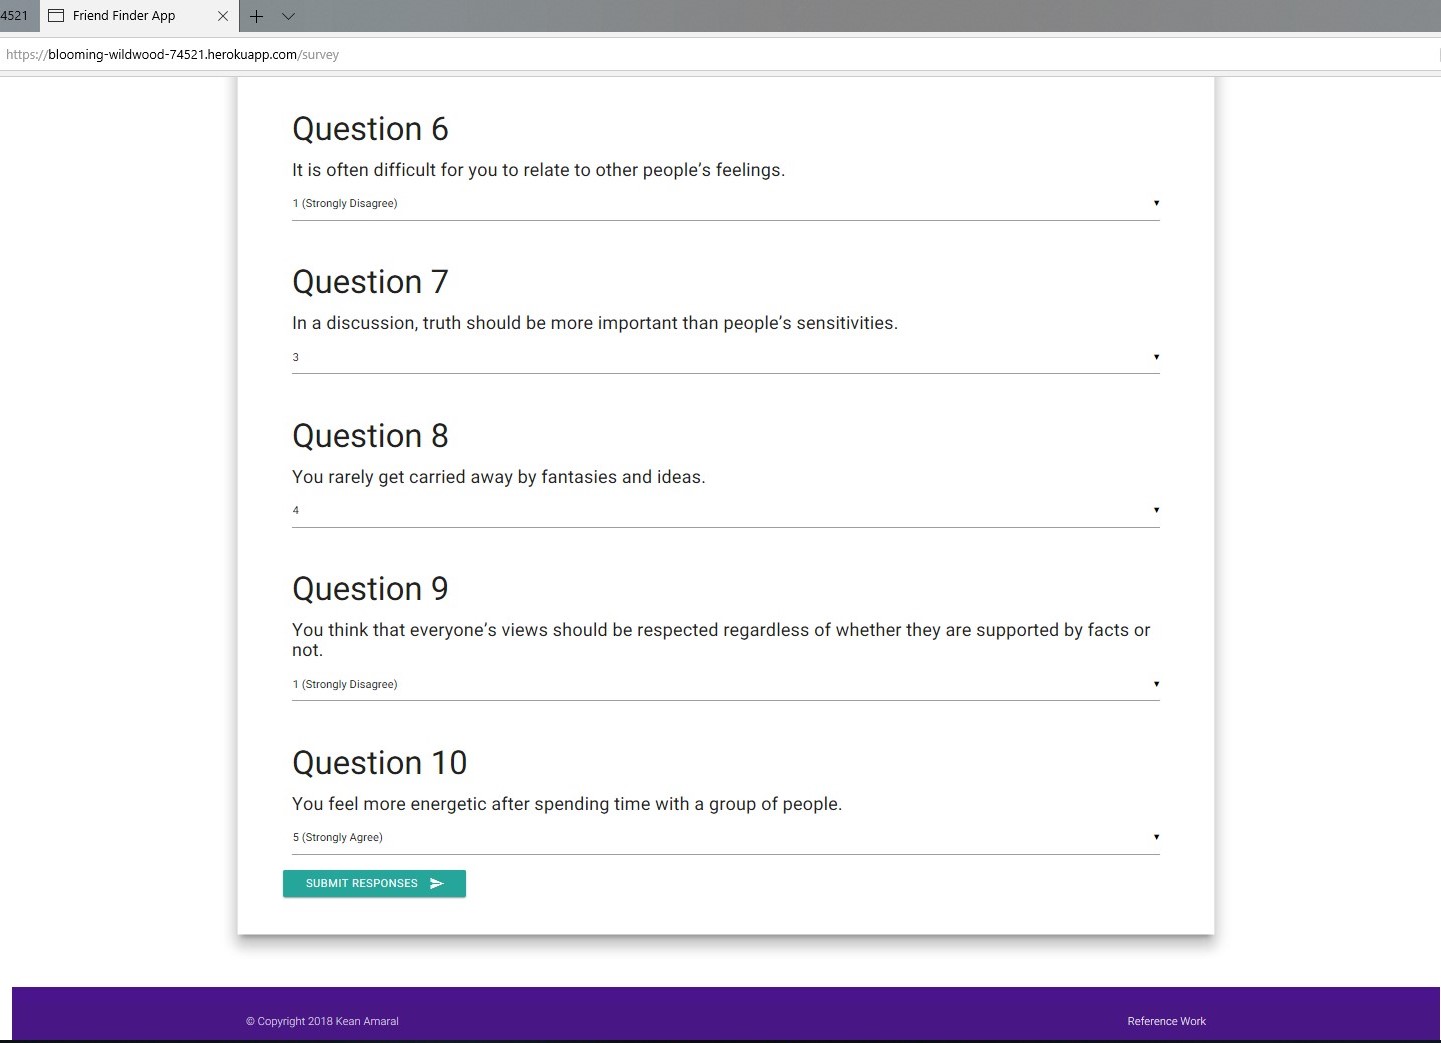 4521
Friend Finder App
https://blooming-wildwood-74521.herokuapp.com/survey
Question 6
It is often difficult for you to relate to other people’s feelings.
1 (Strongly Disagree)
Question 7
In a discussion, truth should be more important than people’s sensitivities.
3
Question 8
You rarely get carried away by fantasies and ideas.
4
Question 9
You think that everyone’s views should be respected regardless of whether they are supported by facts or
not.
1 (Strongly Disagree)
Question 10
You feel more energetic after spending time with a group of people.
5 (Strongly Agree)
SUBMIT RESPONSES
© Copyright 2018 Kean Amaral
Reference Work